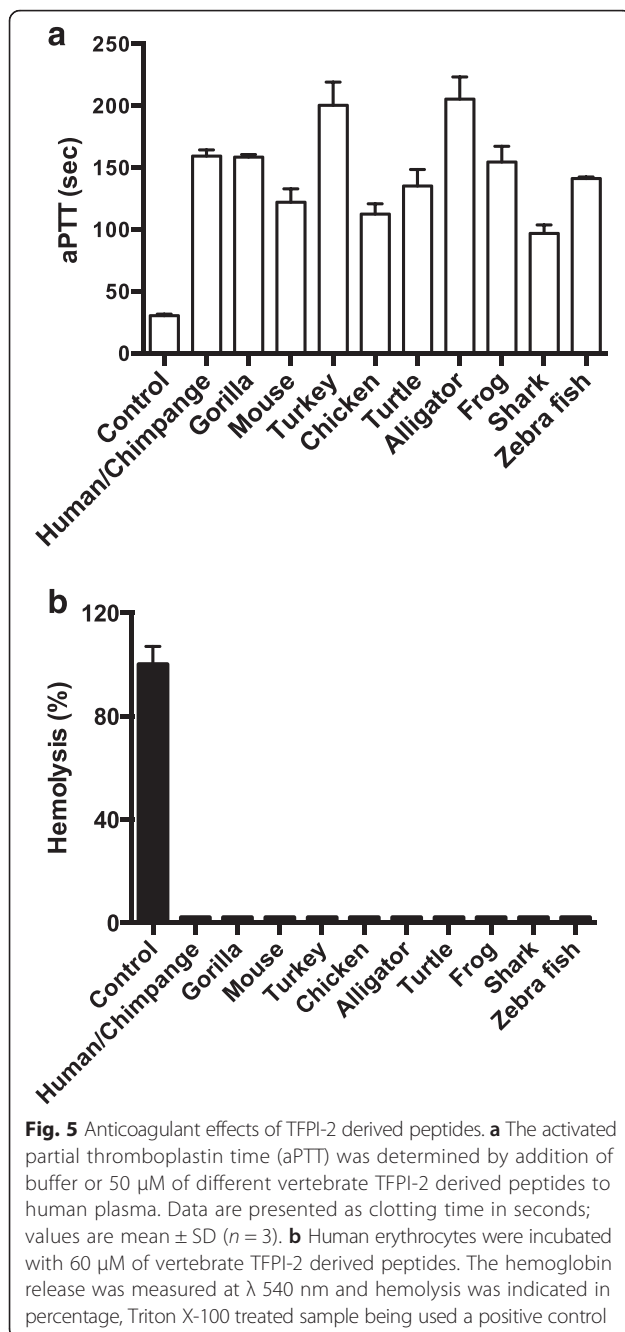 a
250
200
150
100
50
0
aPTT (sec)
Control
Human/Chimpange
Gorilla
Mouse
Turkey
Chicken
Turtle
Alligator
Frog
Shark
Zebra fish
b
120
80
40
0
Hemolysis (%)
Control
Human/Chimpange
Gorilla
Mouse
Turkey
Chicken
Alligator
Turtle
Frog
Shark
Zebra fish
Fig. 5 Anticoagulant effects of TFPI-2 derived peptides. a The activated
partial thromboplastin time (aPTT) was determined by addition of
buffer or 50 μM of different vertebrate TFPI-2 derived peptides to
human plasma. Data are presented as clotting time in seconds;
values are mean ± SD (n = 3). b Human erythrocytes were incubated
with 60 μM of vertebrate TFPI-2 derived peptides. The hemoglobin
release was measured at λ 540 nm and hemolysis was indicated in
percentage, Triton X-100 treated sample being used a positive control